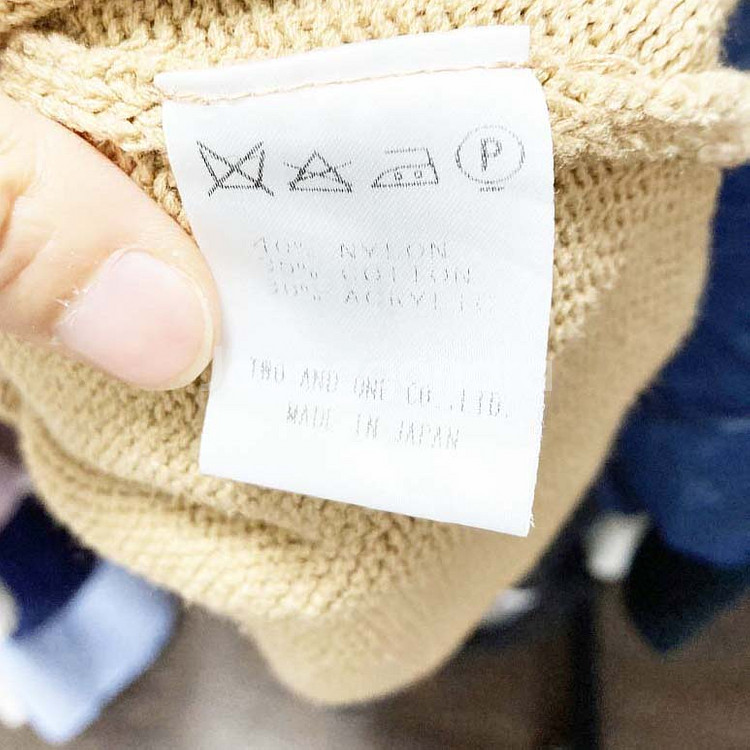 P
40% NYLON
30% COTTON
30% ACRYLIC
TWO AND ONE CO.,LTD.
MADE IN JAPAN